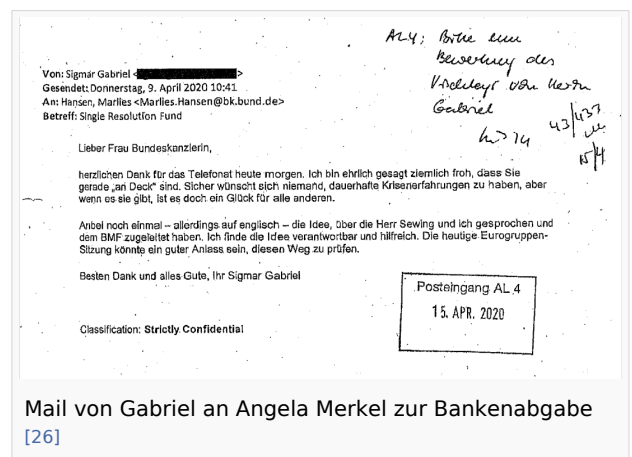 AL4: Bitte eine
Bewertung des
Vorschlags von Herrn
Gabriel
43/433
15/4
Von: Sigmar Gabriel < >
Gesendet: Donnerstag, 9. April 2020 10:41
An: Hansen, Marlies <Marlies.Hansen@bk.bund.de>
Betreff: Single Resolution Fund
Lieber Frau Bundeskanzlerin,
herzlichen Dank für das Telefonat heute morgen. Ich bin ehrlich gesagt ziemlich froh, dass Sie
gerade „an Deck“ sind. Sicher wünscht sich niemand, dauerhafte Krisenerfahrungen zu haben, aber
wenn es sie gibt, ist es doch ein Glück für alle anderen.
Anbei noch einmal – allerdings auf englisch – die Idee, über die Herr Sewing und ich gesprochen und
dem BMF zugeleitet haben. Ich finde die Idee verantwortbar und hilfreich. Die heutige Eurogruppen-
Sitzung könnte ein guter Anlass sein, diesen Weg zu prüfen.
Besten Dank und alles Gute, Ihr Sigmar Gabriel
Posteingang AL 4
15. APR. 2020
Classification: Strictly Confidential
Mail von Gabriel an Angela Merkel zur Bankenabgabe
[26]